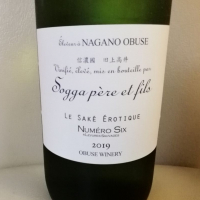 NAGANO OBUSE
信濃國 川上高井
Vinifié, élevé, mis en bouteille par
Sogga père et fils
LE SAKÉ ÉROTIQUE
NUMÉRO SIX
2019
OBUSE WINERY